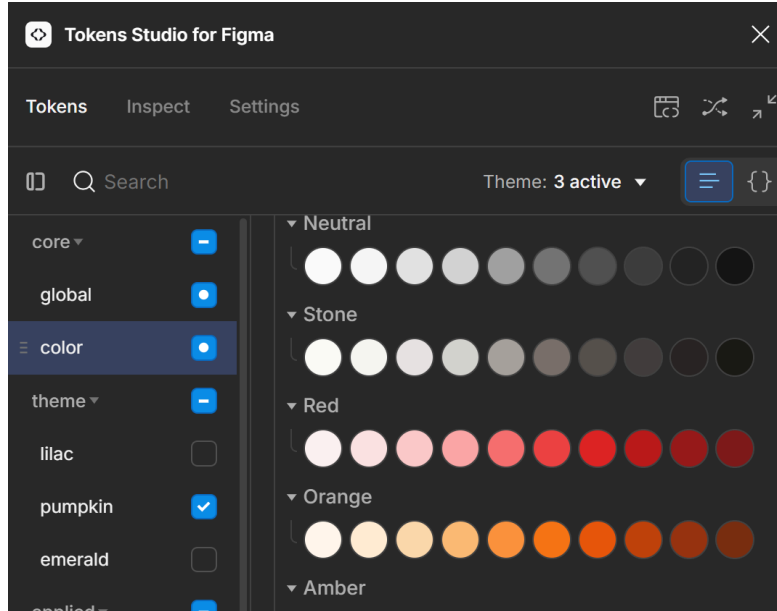 Tokens Studio for Figma
Tokens Inspect Settings
Search
Theme: 3 active
core
global
color
theme
lilac
pumpkin
emerald
applied
Neutral
Stone
Red
Orange
Amber